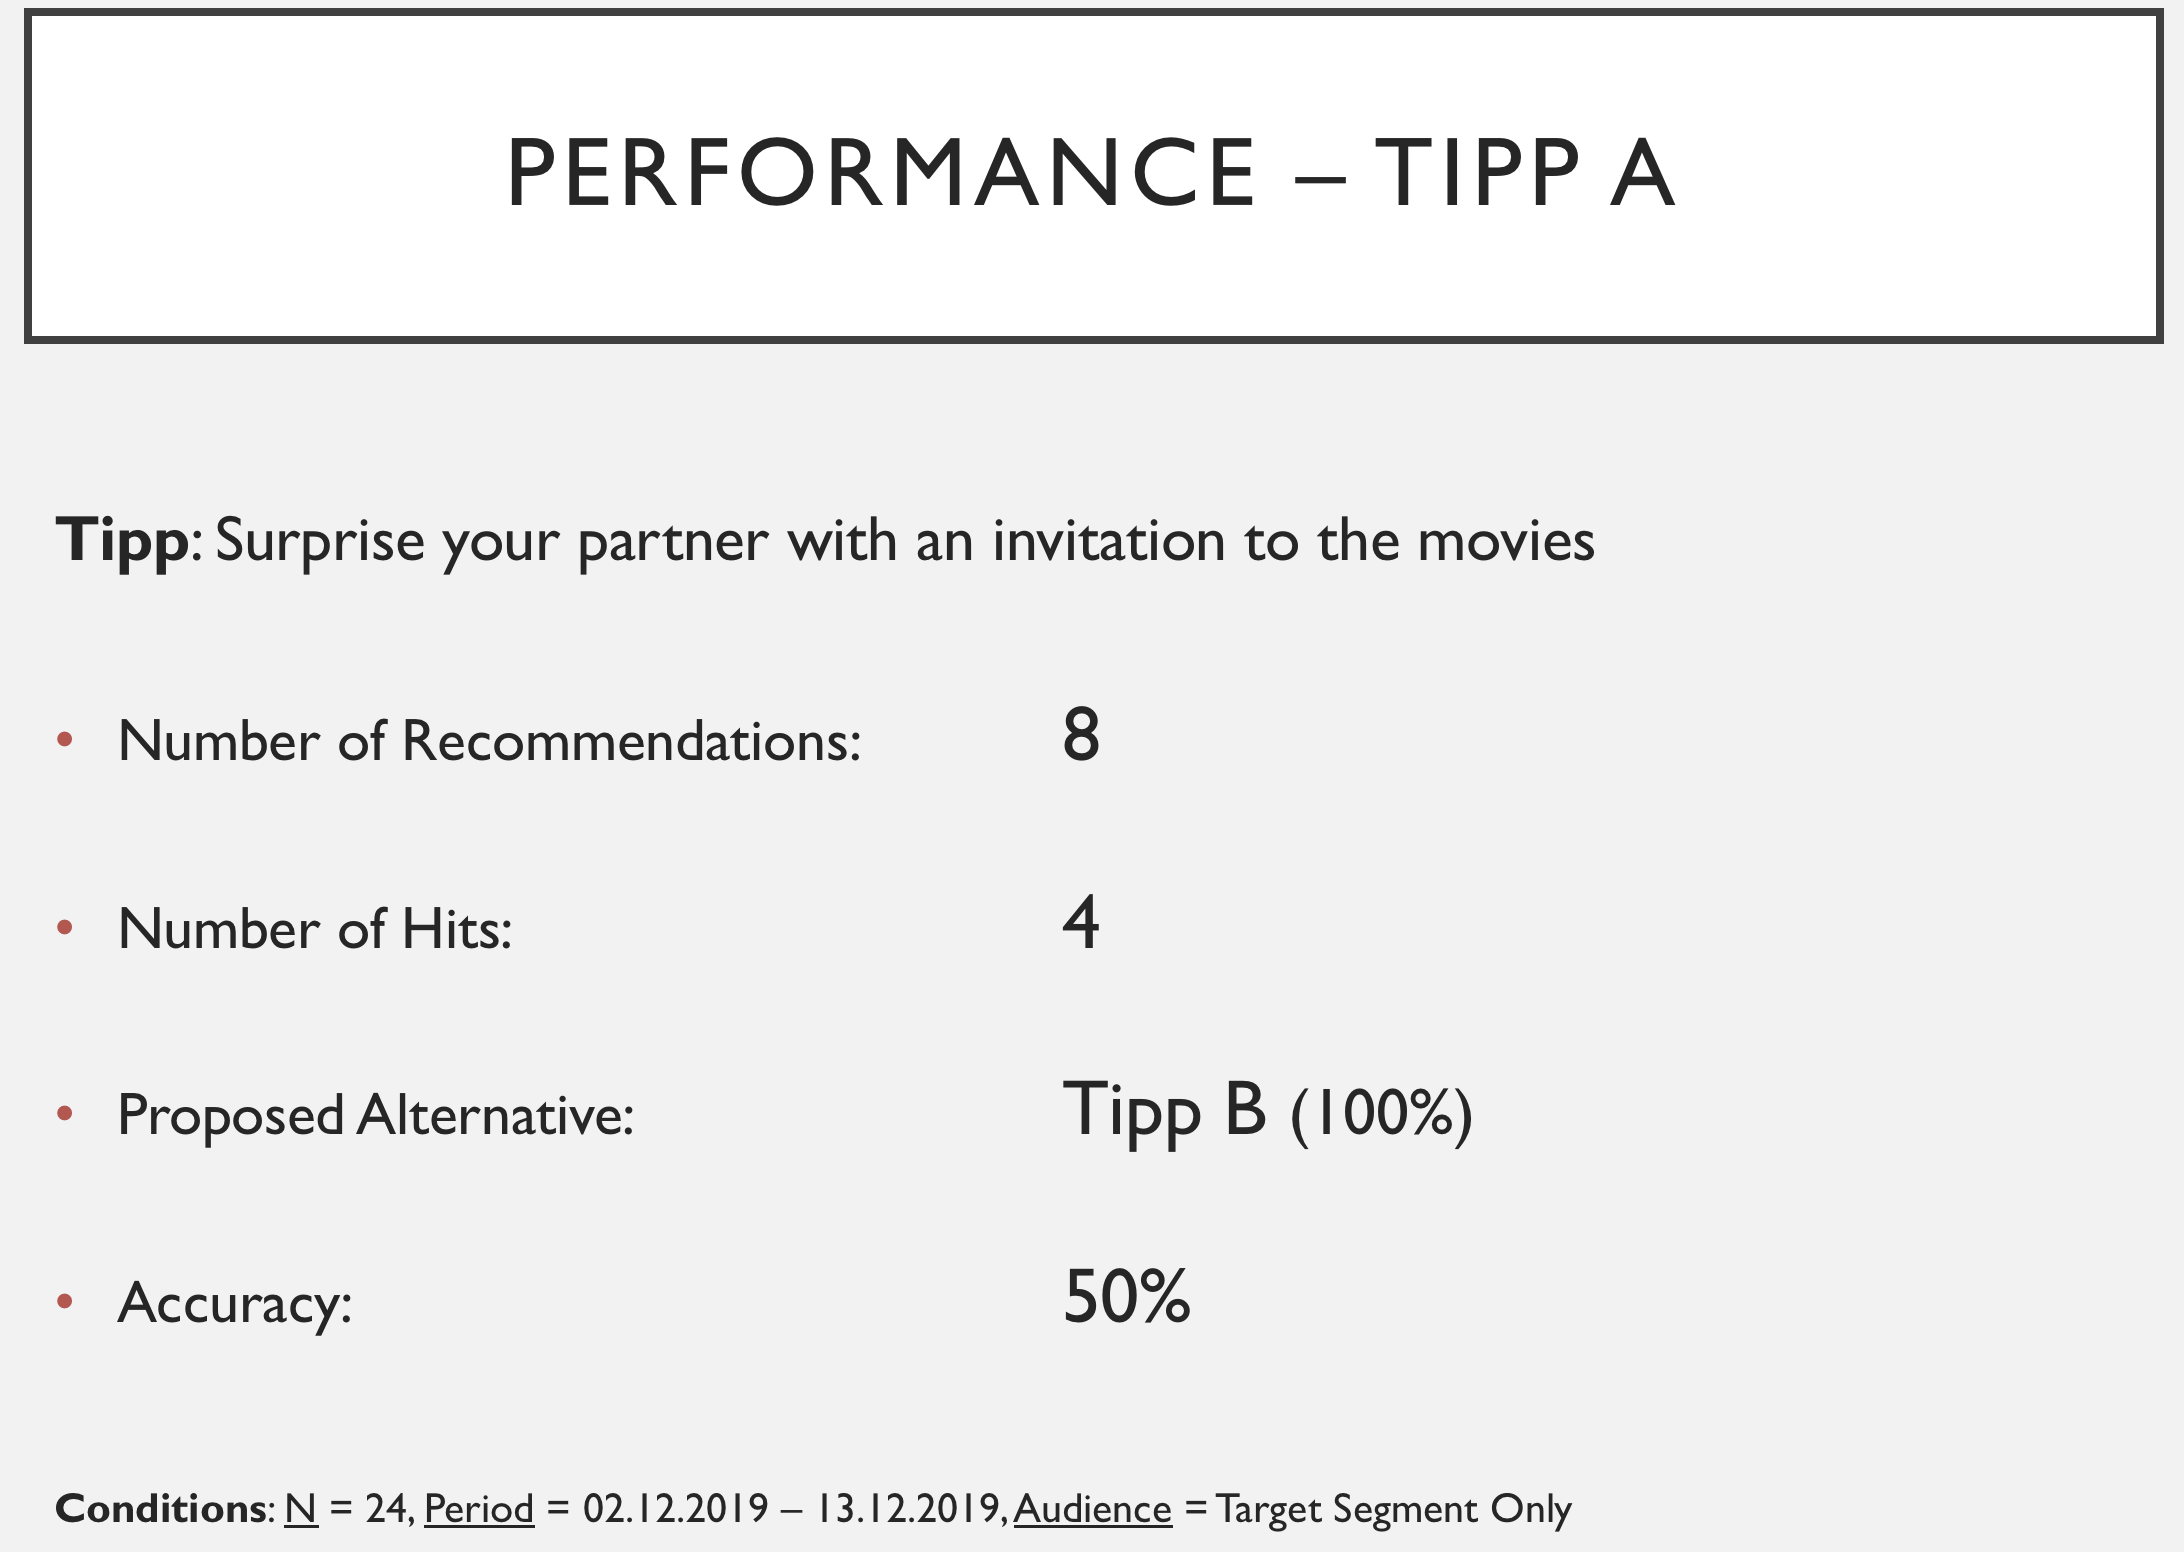 PERFORMANCE – TIPP A
Tipp: Surprise your partner with an invitation to the movies
• Number of Recommendations: 8
• Number of Hits: 4
• Proposed Alternative: Tipp B (100%)
• Accuracy: 50%
Conditions: N = 24, Period = 02.12.2019 – 13.12.2019, Audience = Target Segment Only